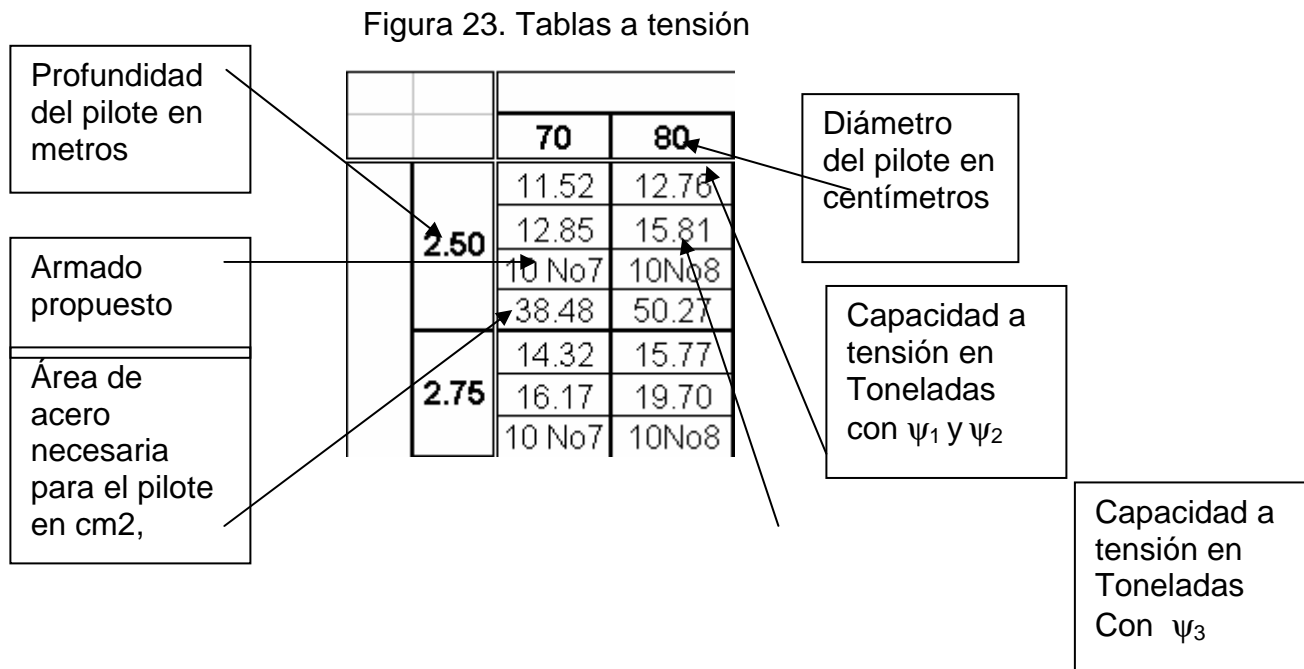 Figura 23. Tablas a tensión
Profundidad
del pilote en
metros
Armado
propuesto
Área de
acero
necesaria
para el pilote
en cm2,
70 80
2.50
11.52 12.76
12.85 15.81
10 No7 10No8
38.48 50.27
2.75
14.32 15.77
16.17 19.70
10 No7 10No8
Diámetro
del pilote en
centímetros
Capacidad a
tensión en
Toneladas
con ψ₁ y ψ₂
Capacidad a
tensión en
Toneladas
Con ψ₃